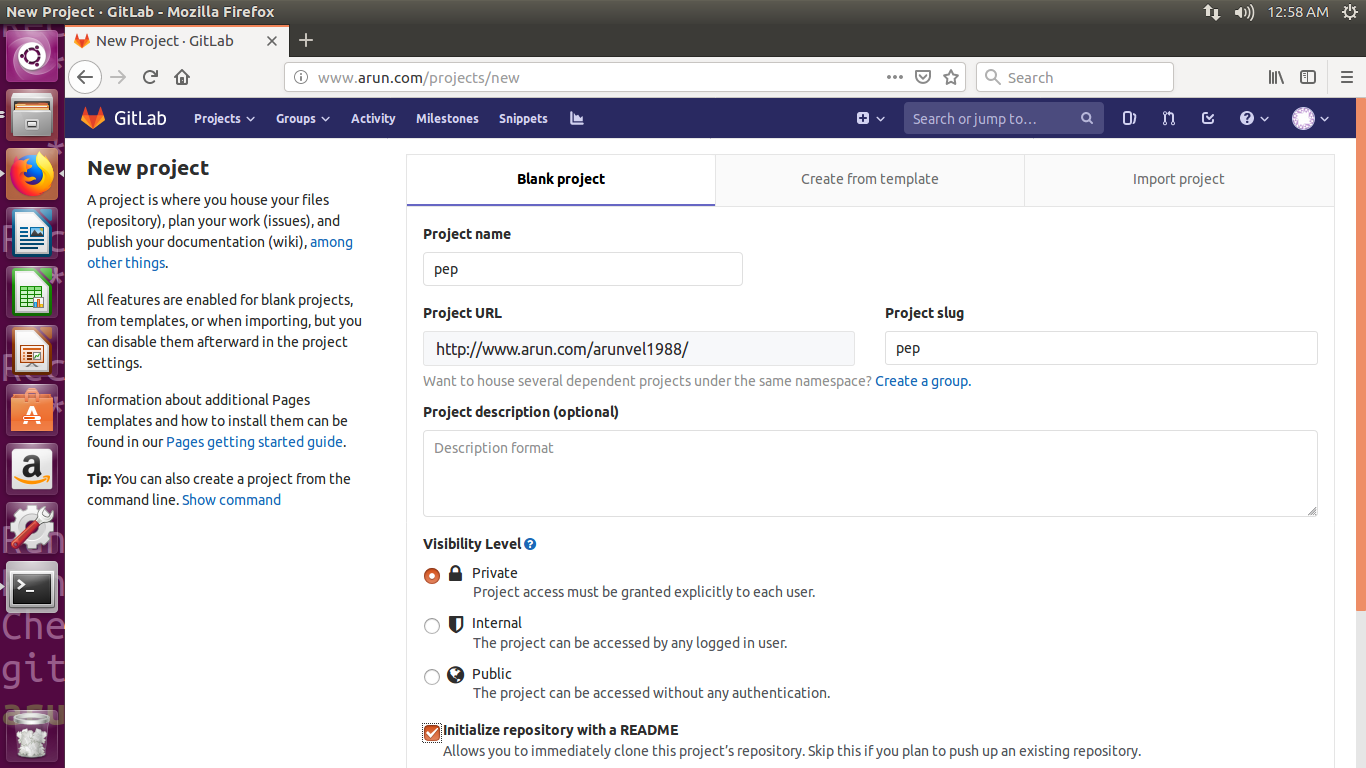 New Project · GitLab - Mozilla Firefox
12:58 AM
New Project · GitLab
www.arun.com/projects/new
Search
GitLab Projects Groups Activity Milestones Snippets
Search or jump to…
New project
A project is where you house your files
(repository), plan your work (issues), and
publish your documentation (wiki), among
other things.
All features are enabled for blank projects,
from templates, or when importing, but you
can disable them afterward in the project
settings.
Information about additional Pages
templates and how to install them can be
found in our Pages getting started guide.
Tip: You can also create a project from the
command line. Show command
Blank project
Create from template
Import project
Project name
pep
Project URL
http://www.arun.com/arunvel1988/
Project slug
pep
Want to house several dependent projects under the same namespace? Create a group.
Project description (optional)
Description format
Visibility Level
Private
Project access must be granted explicitly to each user.
Internal
The project can be accessed by any logged in user.
Public
The project can be accessed without any authentication.
Initialize repository with a README
Allows you to immediately clone this project’s repository. Skip this if you plan to push up an existing repository.
Che
git